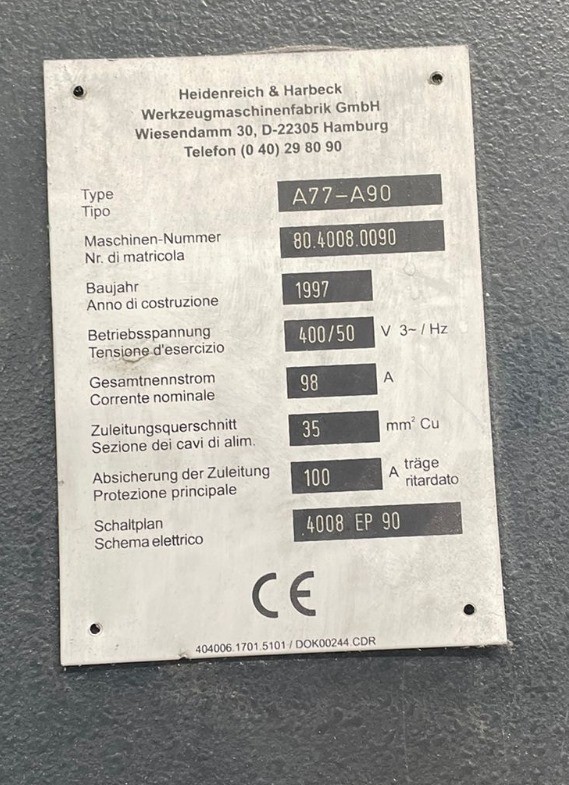 Heidenreich & Harbeck
Werkzeugmaschinenfabrik GmbH
Wiesendamm 30, D-22305 Hamburg
Telefon (0 40) 29 80 90
Type
Tipo
A77-A90
Maschinen-Nummer
Nr. di matricola
80.4008.0090
Baujahr
Anno di costruzione
1997
Betriebsspannung
Tensione d'esercizio
400/50 V 3~ / Hz
Gesamtnennstrom
Corrente nominale
98 A
Zuleitungsquerschnitt
Sezione dei cavi di alim.
35 mm² Cu
Absicherung der Zuleitung
Protezione principale
100 A träge
ritardato
Schaltplan
Schema elettrico
4008 EP 90
CE
404006.1701.5101 / DOK00244.CDR